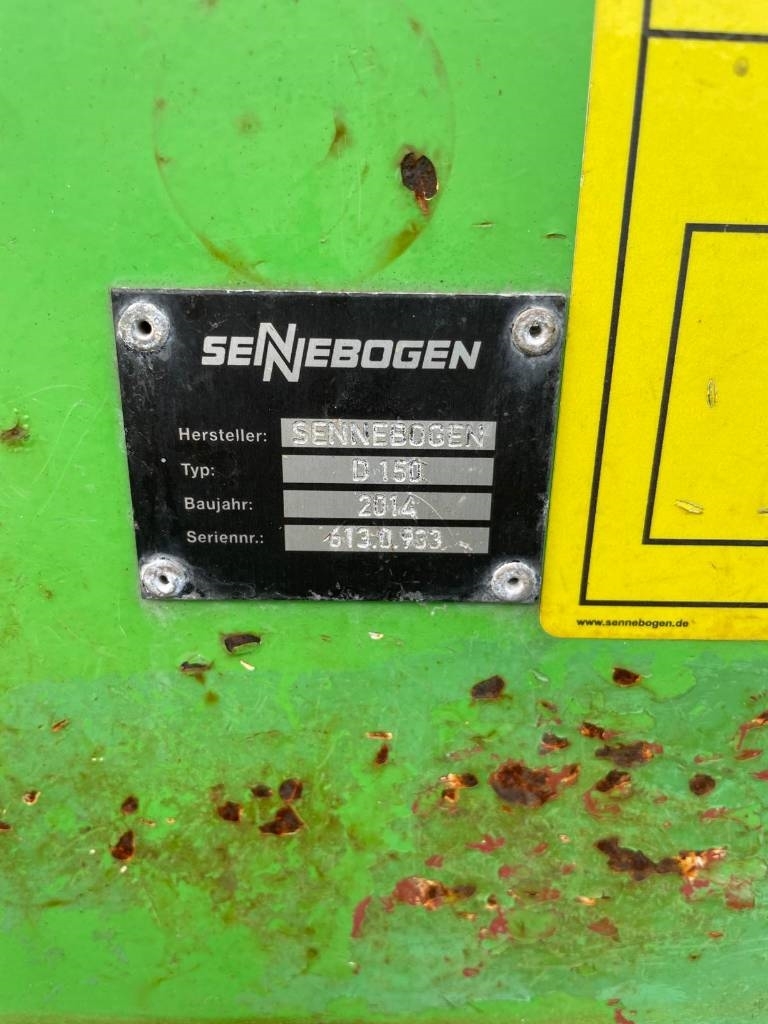 SENNEBOGEN
Hersteller: SENNEBOGEN
Typ: D 150
Baujahr: 2014
Seriennr.: 613.0.933
www.sennebogen.de